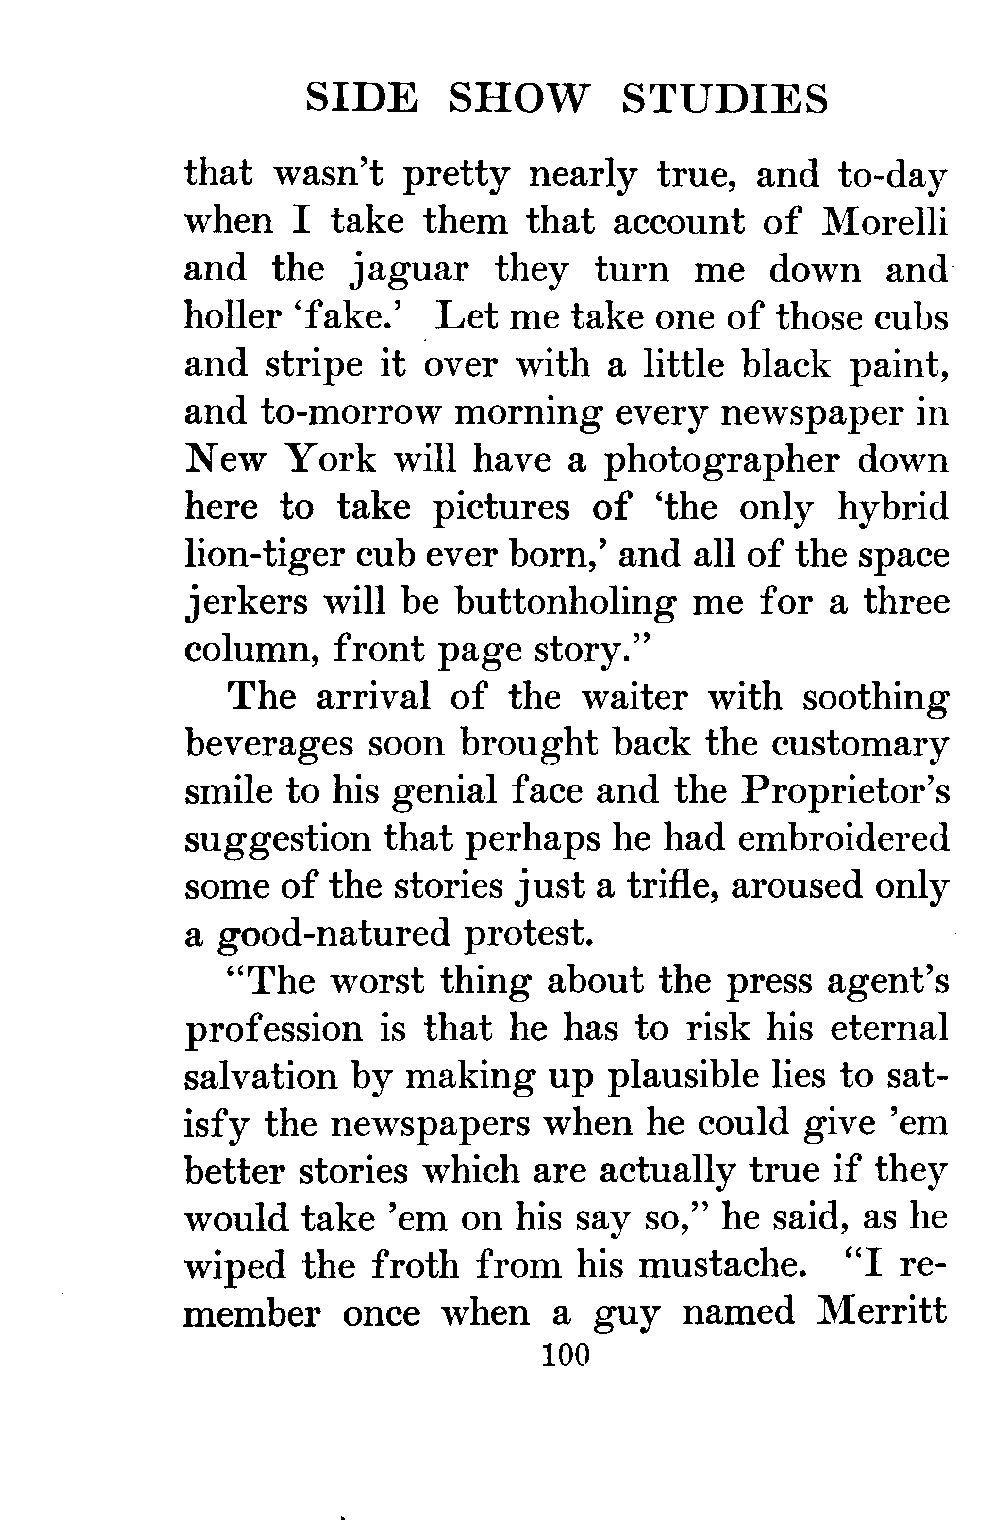 SIDE SHOW STUDIES
that wasn't pretty nearly true, and to-day
when I take them that account of Morelli
and the jaguar they turn me down and
holler ‘fake.’ Let me take one of those cubs
and stripe it over with a little black paint,
and to-morrow morning every newspaper in
New York will have a photographer down
here to take pictures of ‘the only hybrid
lion-tiger cub ever born,’ and all of the space
jerkers will be buttonholing me for a three
column, front page story.”
The arrival of the waiter with soothing
beverages soon brought back the customary
smile to his genial face and the Proprietor’s
suggestion that perhaps he had embroidered
some of the stories just a trifle, aroused only
a good-natured protest.
“The worst thing about the press agent’s
profession is that he has to risk his eternal
salvation by making up plausible lies to sat-
isfy the newspapers when he could give ’em
better stories which are actually true if they
would take ’em on his say so,” he said, as he
wiped the froth from his mustache. “I re-
member once when a guy named Merritt
100